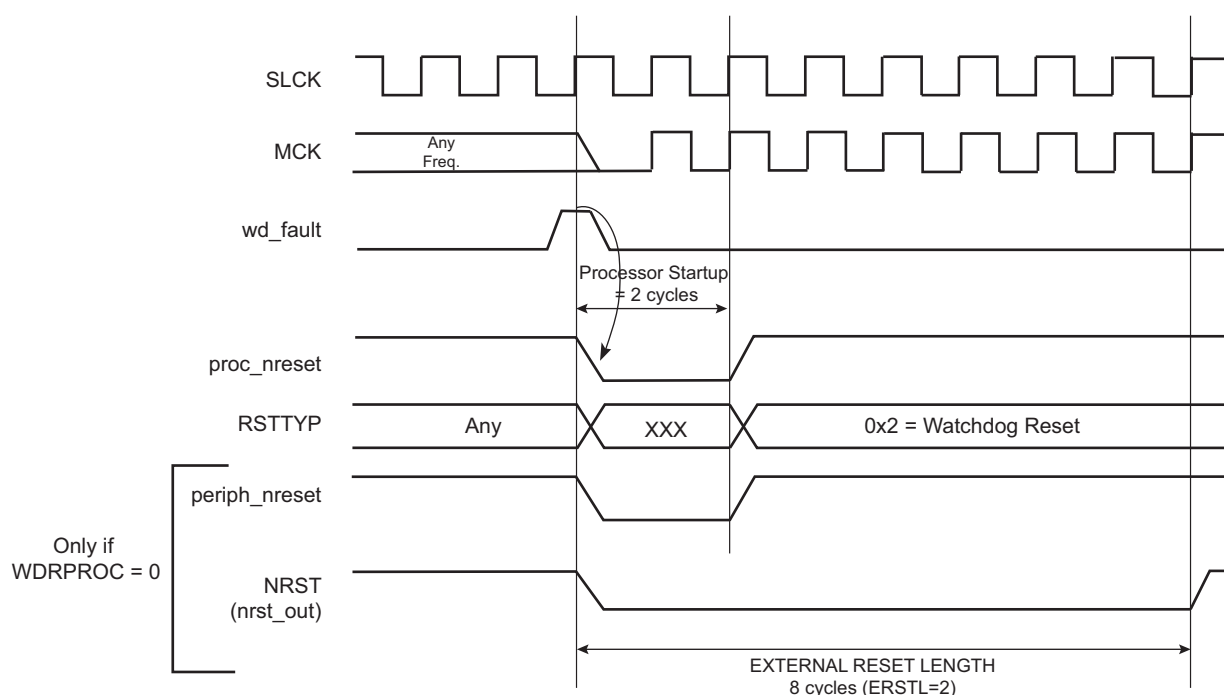 SLCK
MCK
Any
Freq.
wd_fault
Processor Startup
= 2 cycles
proc_nreset
RSTTYP
Any
XXX
0x2 = Watchdog Reset
periph_nreset
Only if
WDRPROC = 0
NRST
(nrst_out)
EXTERNAL RESET LENGTH
8 cycles (ERSTL=2)